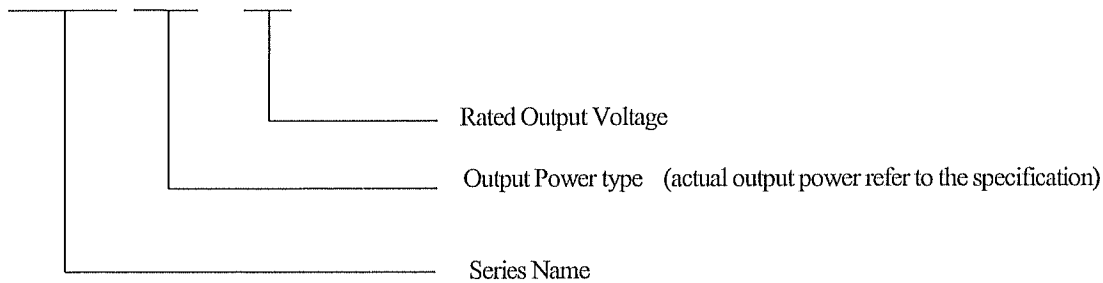 Rated Output Voltage
Output Power type (actual output power refer to the specification)
Series Name